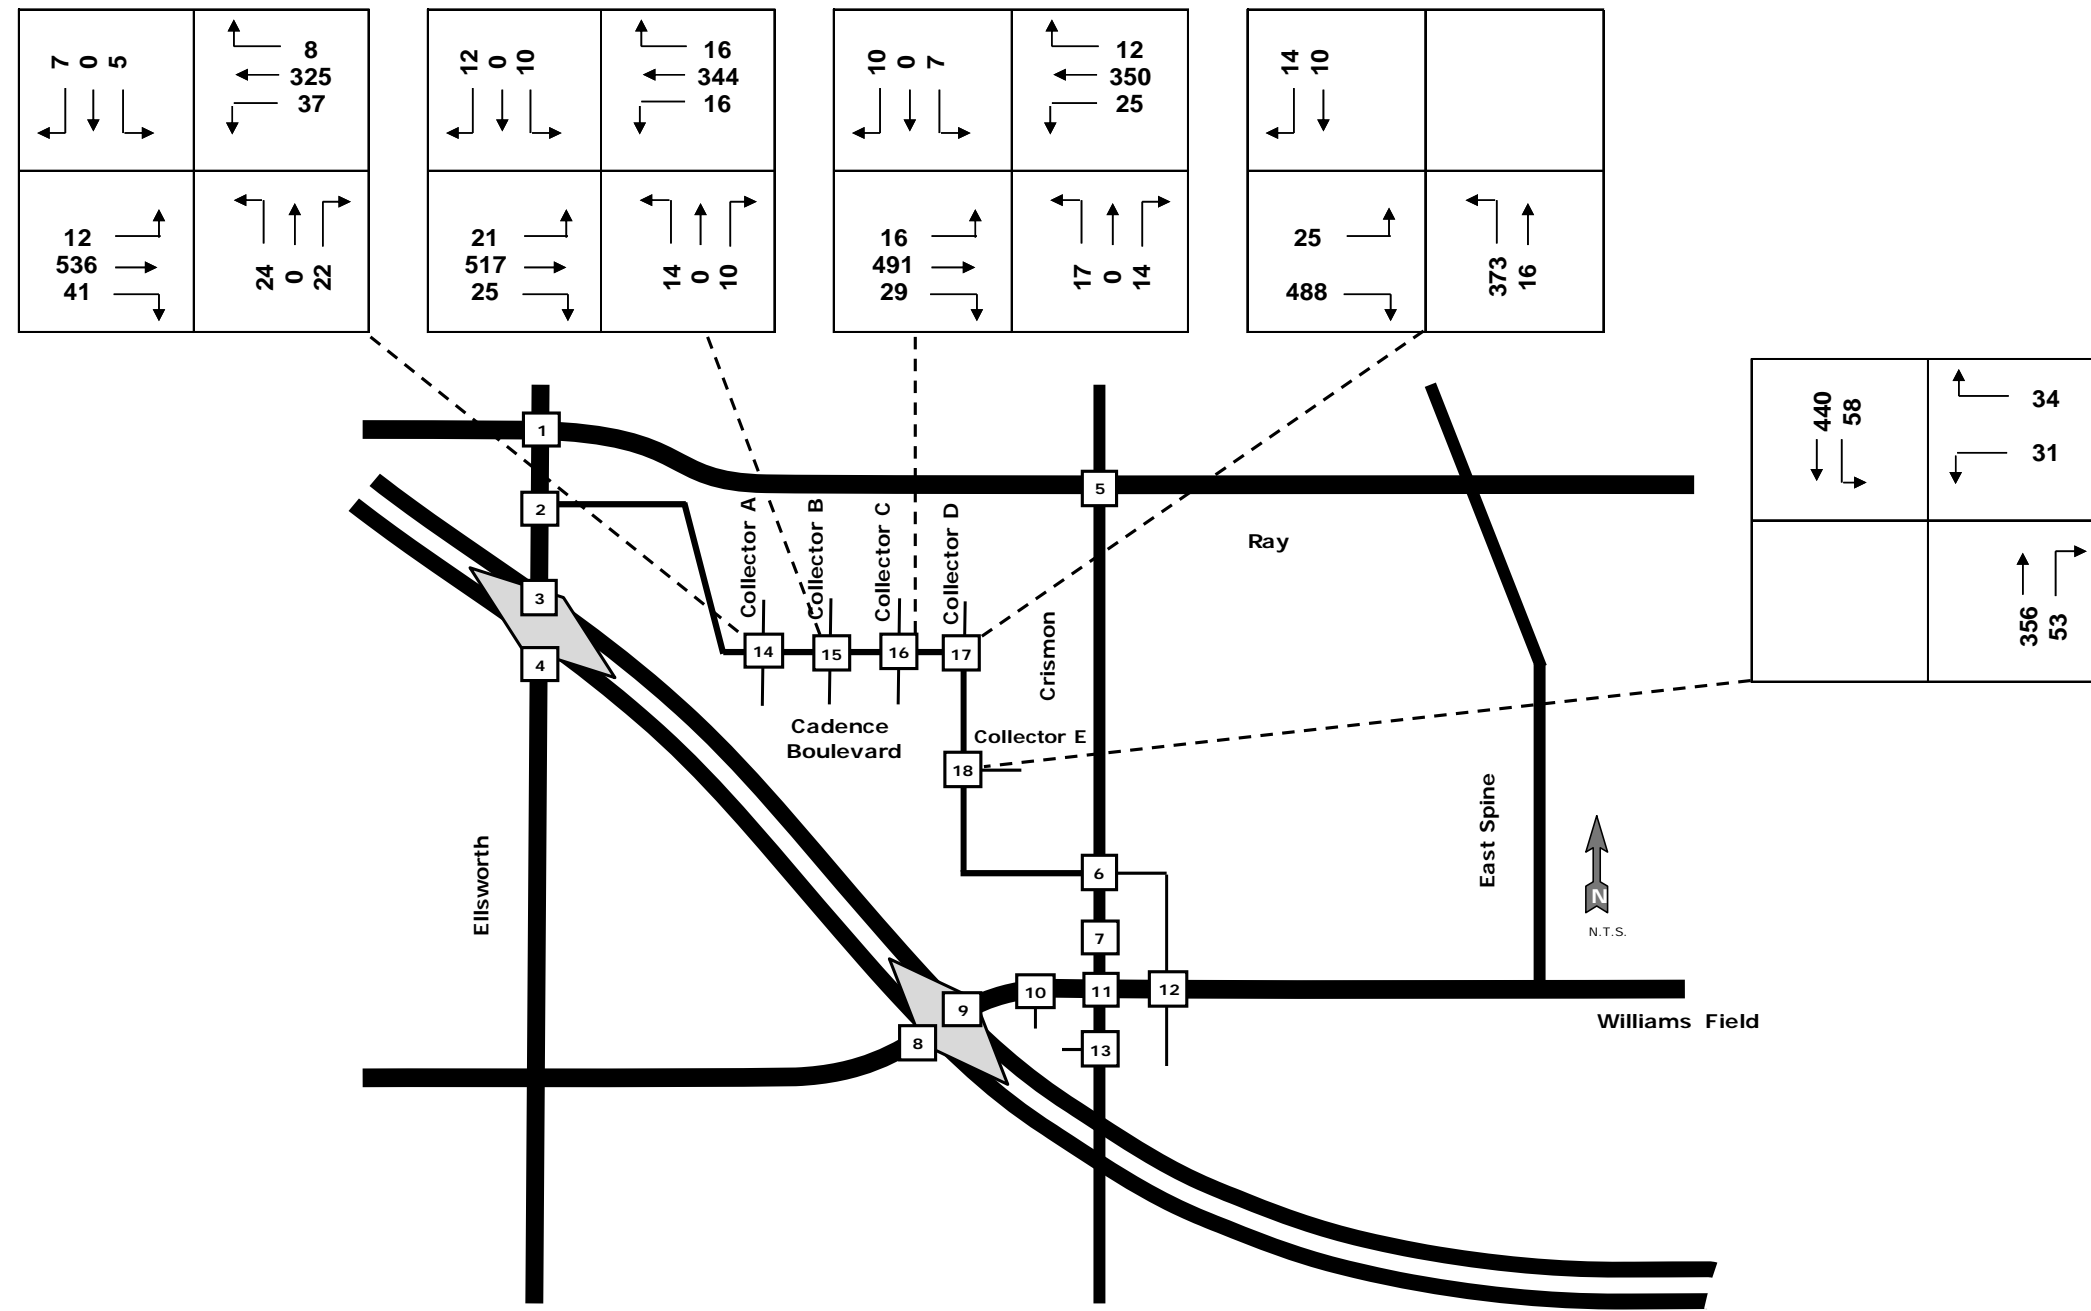 7 0 5
8
325
37
12
536
41
24 0 22
12 0 10
16
344
16
21
517
25
14 0 10
10 0 7
12
350
25
16
491
29
17 0 14
14 10
25
488
373 16
440 58
34
31
356 53
1
2
3
4
5
Ray
Collector A
Collector B
Collector C
Collector D
14
15
16
17
Crismon
Cadence
Boulevard
Collector E
18
Ellsworth
East Spine
N
N.T.S.
6
7
8
9
10
11
12
13
Williams Field